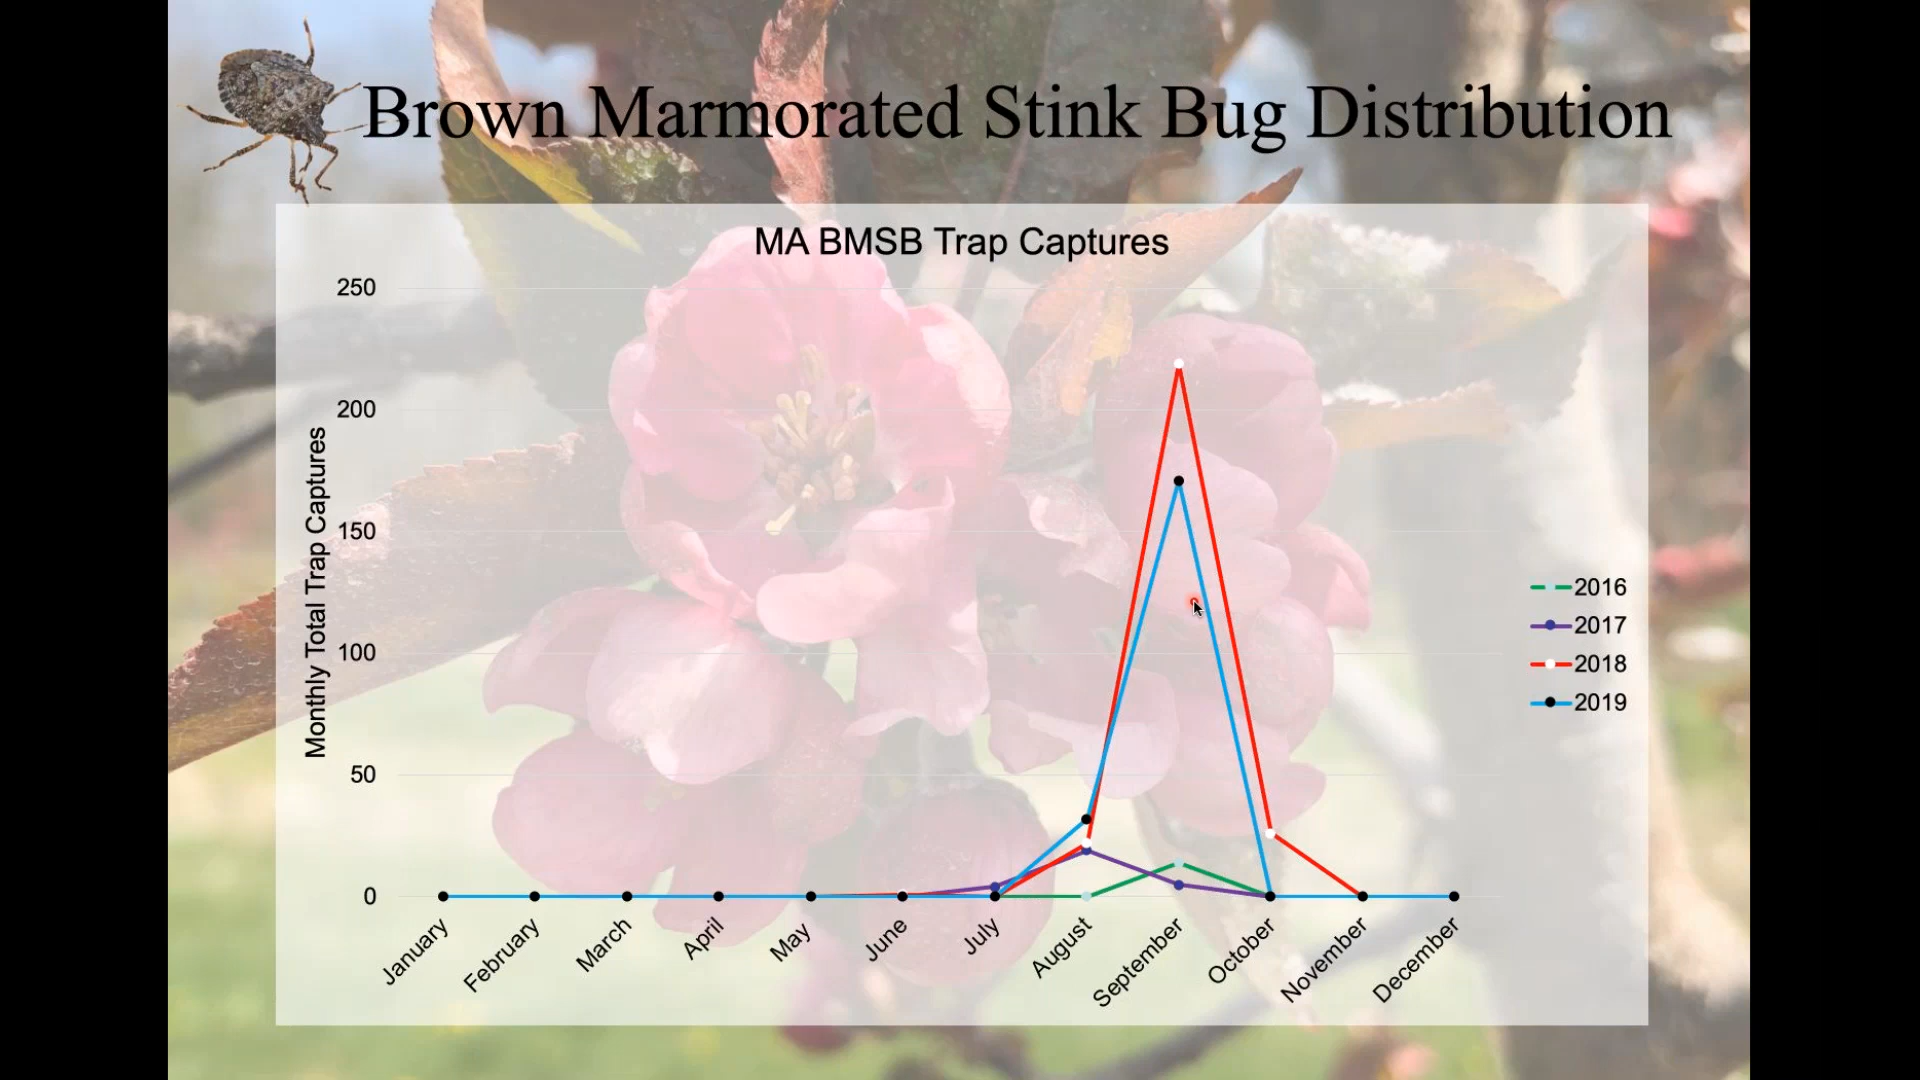 Brown Marmorated Stink Bug Distribution
MA BMSB Trap Captures
Monthly Total Trap Captures
250
200
150
100
50
0
January
February
March
April
May
June
July
August
September
October
November
December
2016
2017
2018
2019